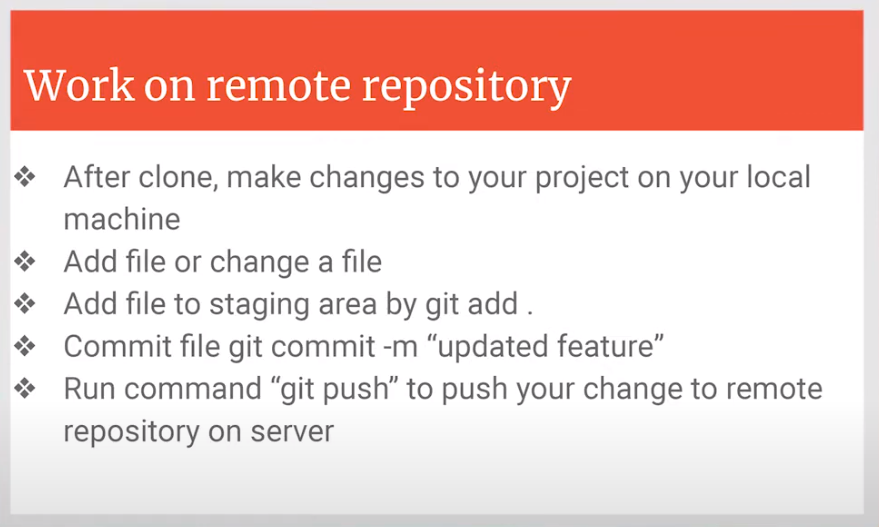 Work on remote repository
❖ After clone, make changes to your project on your local
machine
❖ Add file or change a file
❖ Add file to staging area by git add .
❖ Commit file git commit -m “updated feature”
❖ Run command “git push” to push your change to remote
repository on server